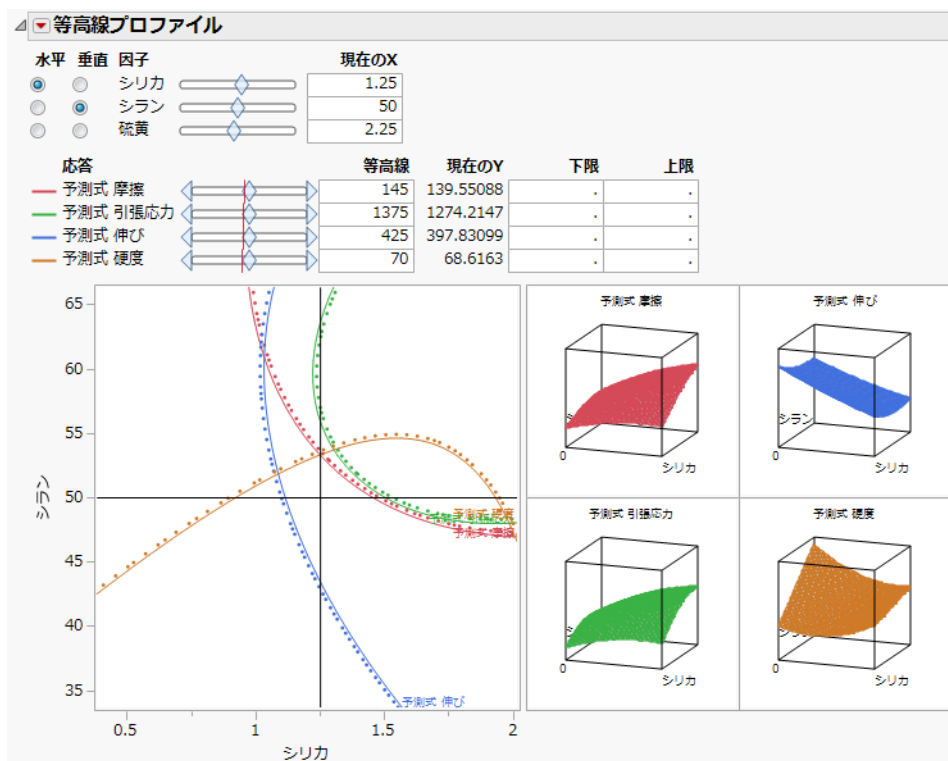 等高線プロファイル
水平 垂直 因子 現在のX
シリカ 1.25
シラン 50
硫黄 2.25
応答 等高線 現在のY 下限 上限
予測式 摩擦 145 139.55088 . .
予測式 引張応力 1375 1274.2147 . .
予測式 伸び 425 397.83099 . .
予測式 硬度 70 68.6163 . .
65
60
55
50
45
40
35
シラン
予測式 硬度
予測式 摩擦
予測式 伸び
0.5 1 1.5 2
シリカ
予測式 摩擦
0
シリカ
予測式 伸び
シラン
0
シリカ
予測式 引張応力
0
シリカ
予測式 硬度
0
シリカ